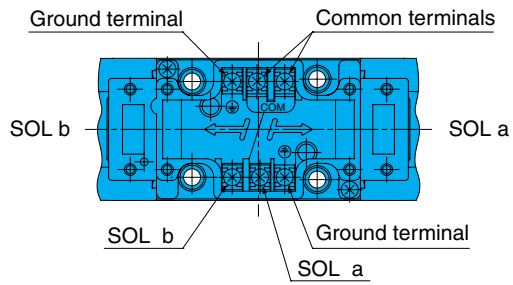 Ground terminal
Common terminals
COM
SOL b
SOL a
SOL b
Ground terminal
SOL a